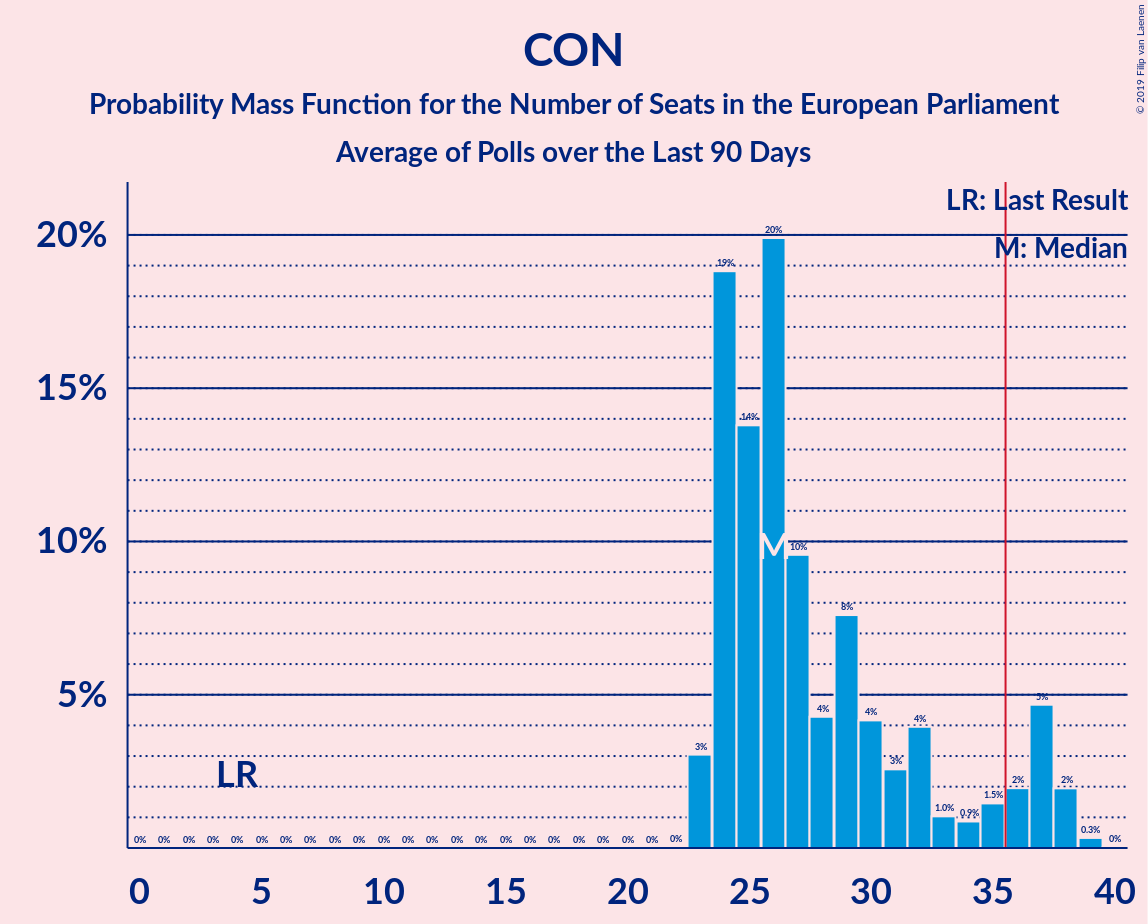 CON
Probability Mass Function for the Number of Seats in the European Parliament
Average of Polls over the Last 90 Days
© 2019 Filip van Laenen
LR: Last Result
M: Median
20%
15%
10%
5%
20%
19%
14%
M
10%
8%
4%
4%
4%
3%
3%
1.0%
0.9%
1.5%
2%
5%
2%
0.3%
LR
0% 0% 0% 0% 0% 0% 0% 0% 0% 0% 0% 0% 0% 0% 0% 0% 0% 0% 0% 0% 0% 0% 0% 0%
0 5 10 15 20 25 30 35 40